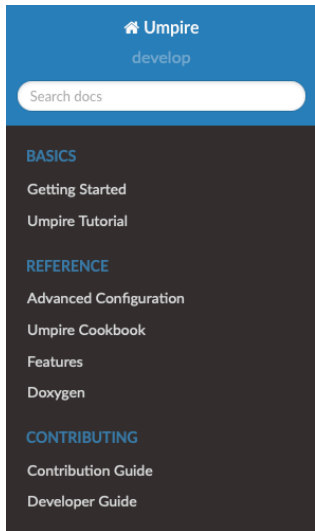 Umpire
develop
Search docs
BASICS
Getting Started
Umpire Tutorial
REFERENCE
Advanced Configuration
Umpire Cookbook
Features
Doxygen
CONTRIBUTING
Contribution Guide
Developer Guide